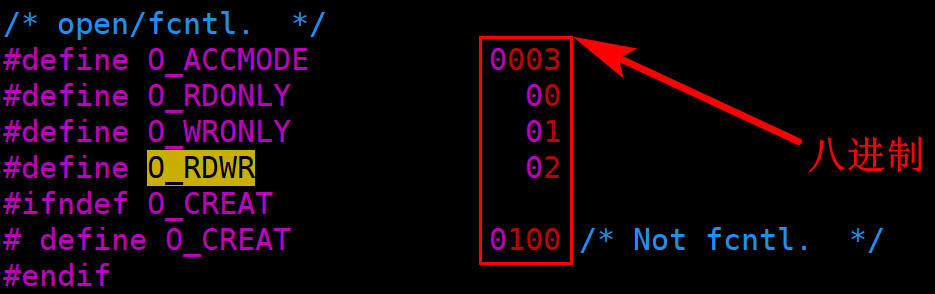 /* open/fcntl.  */
#define O_ACCMODE          0003
#define O_RDONLY             00
#define O_WRONLY             01
八进制
#define O_RDWR               02
#ifndef O_CREAT
# define O_CREAT           0100 /* Not fcntl.  */
#endif